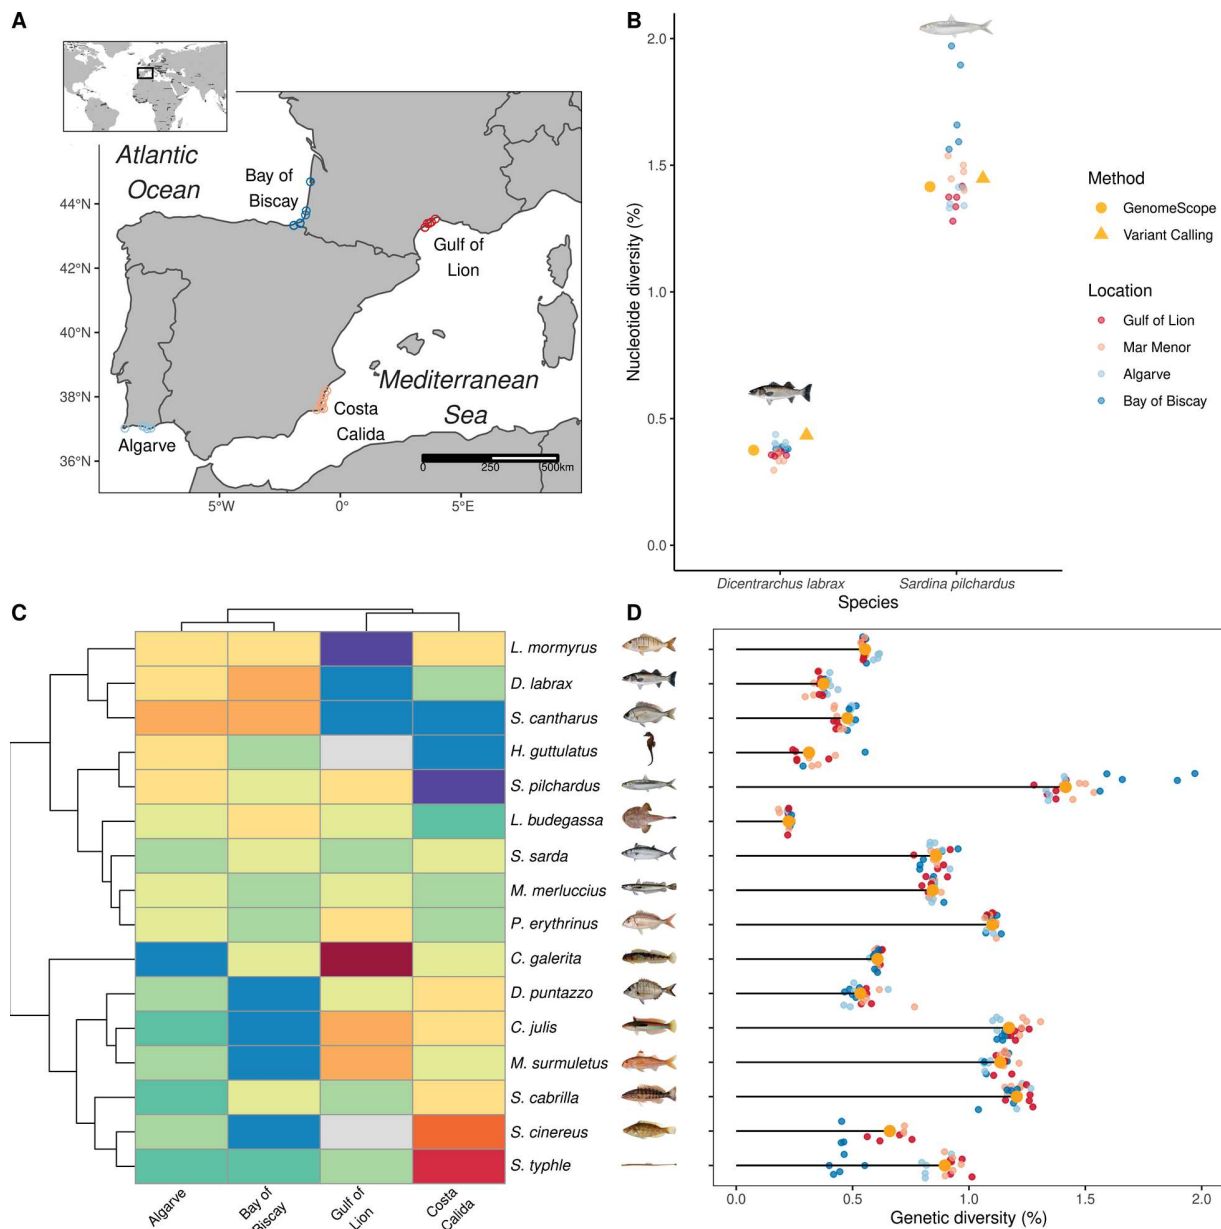 A
Atlantic
Ocean
Bay of
Biscay
Gulf of
Lion
Mediterranean
Sea
Costa
Calida
Algarve
0 250 500km
44°N
42°N
40°N
38°N
36°N
5°W 0° 5°E
B
Nucleotide diversity (%)
2.0
1.5
1.0
0.5
0.0
Dicentrarchus labrax Sardina pilchardus
Species
Method
GenomeScope
Variant Calling
Location
Gulf of Lion
Mar Menor
Algarve
Bay of Biscay
C
L. mormyrus
D. labrax
S. cantharus
H. guttulatus
S. pilchardus
L. budegassa
S. sarda
M. merluccius
P. erythrinus
C. galerita
D. puntazzo
C. julis
M. surmuletus
S. cabrilla
S. cinereus
S. typhle
Algarve
Bay of
Biscay
Gulf of
Lion
Costa
Calida
D
0.0 0.5 1.0 1.5 2.0
Genetic diversity (%)